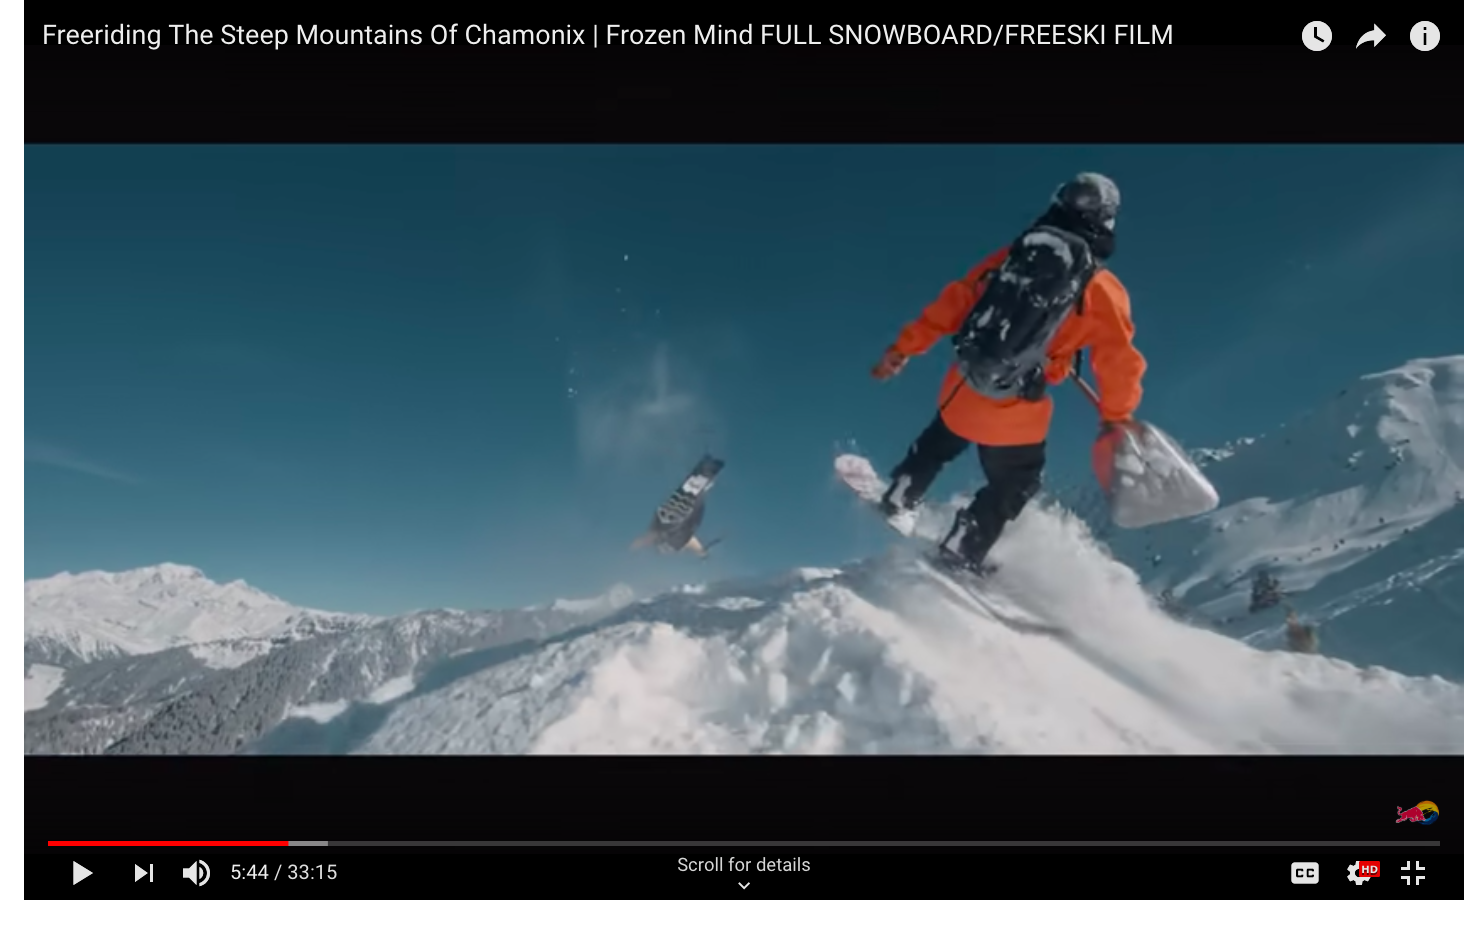 Freeriding The Steep Mountains Of Chamonix | Frozen Mind FULL SNOWBOARD/FREESKI FILM
5:44 / 33:15
Scroll for details
CC
HD